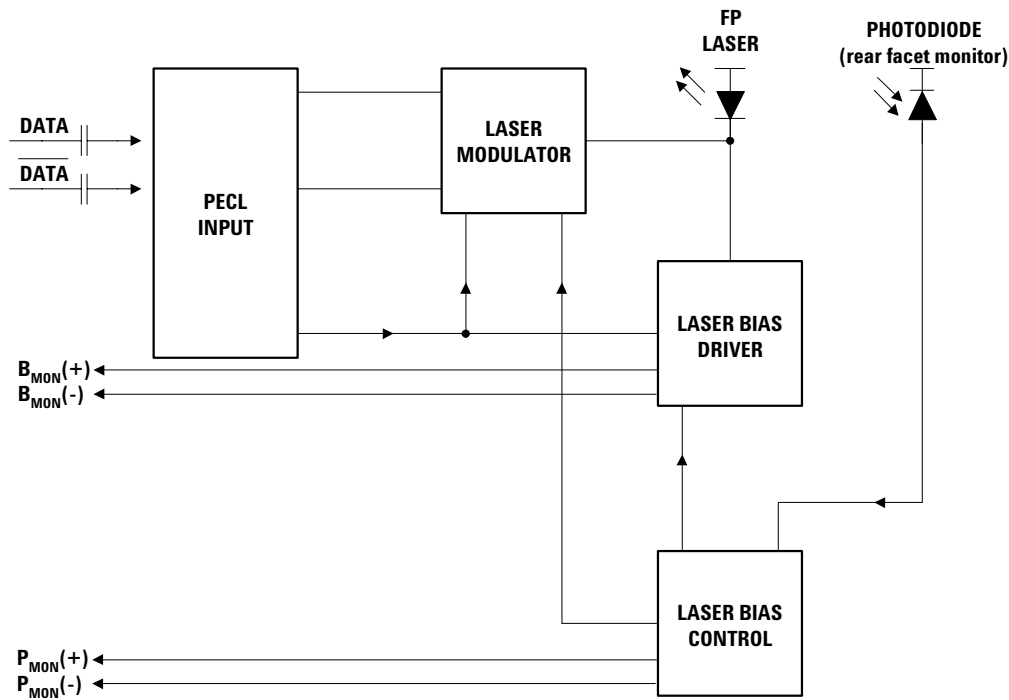 FP
LASER
PHOTODIODE
(rear facet monitor)
DATA
DATA
PECL
INPUT
LASER
MODULATOR
LASER BIAS
DRIVER
BMON(+)
BMON(-)
LASER BIAS
CONTROL
PMON(+)
PMON(-)